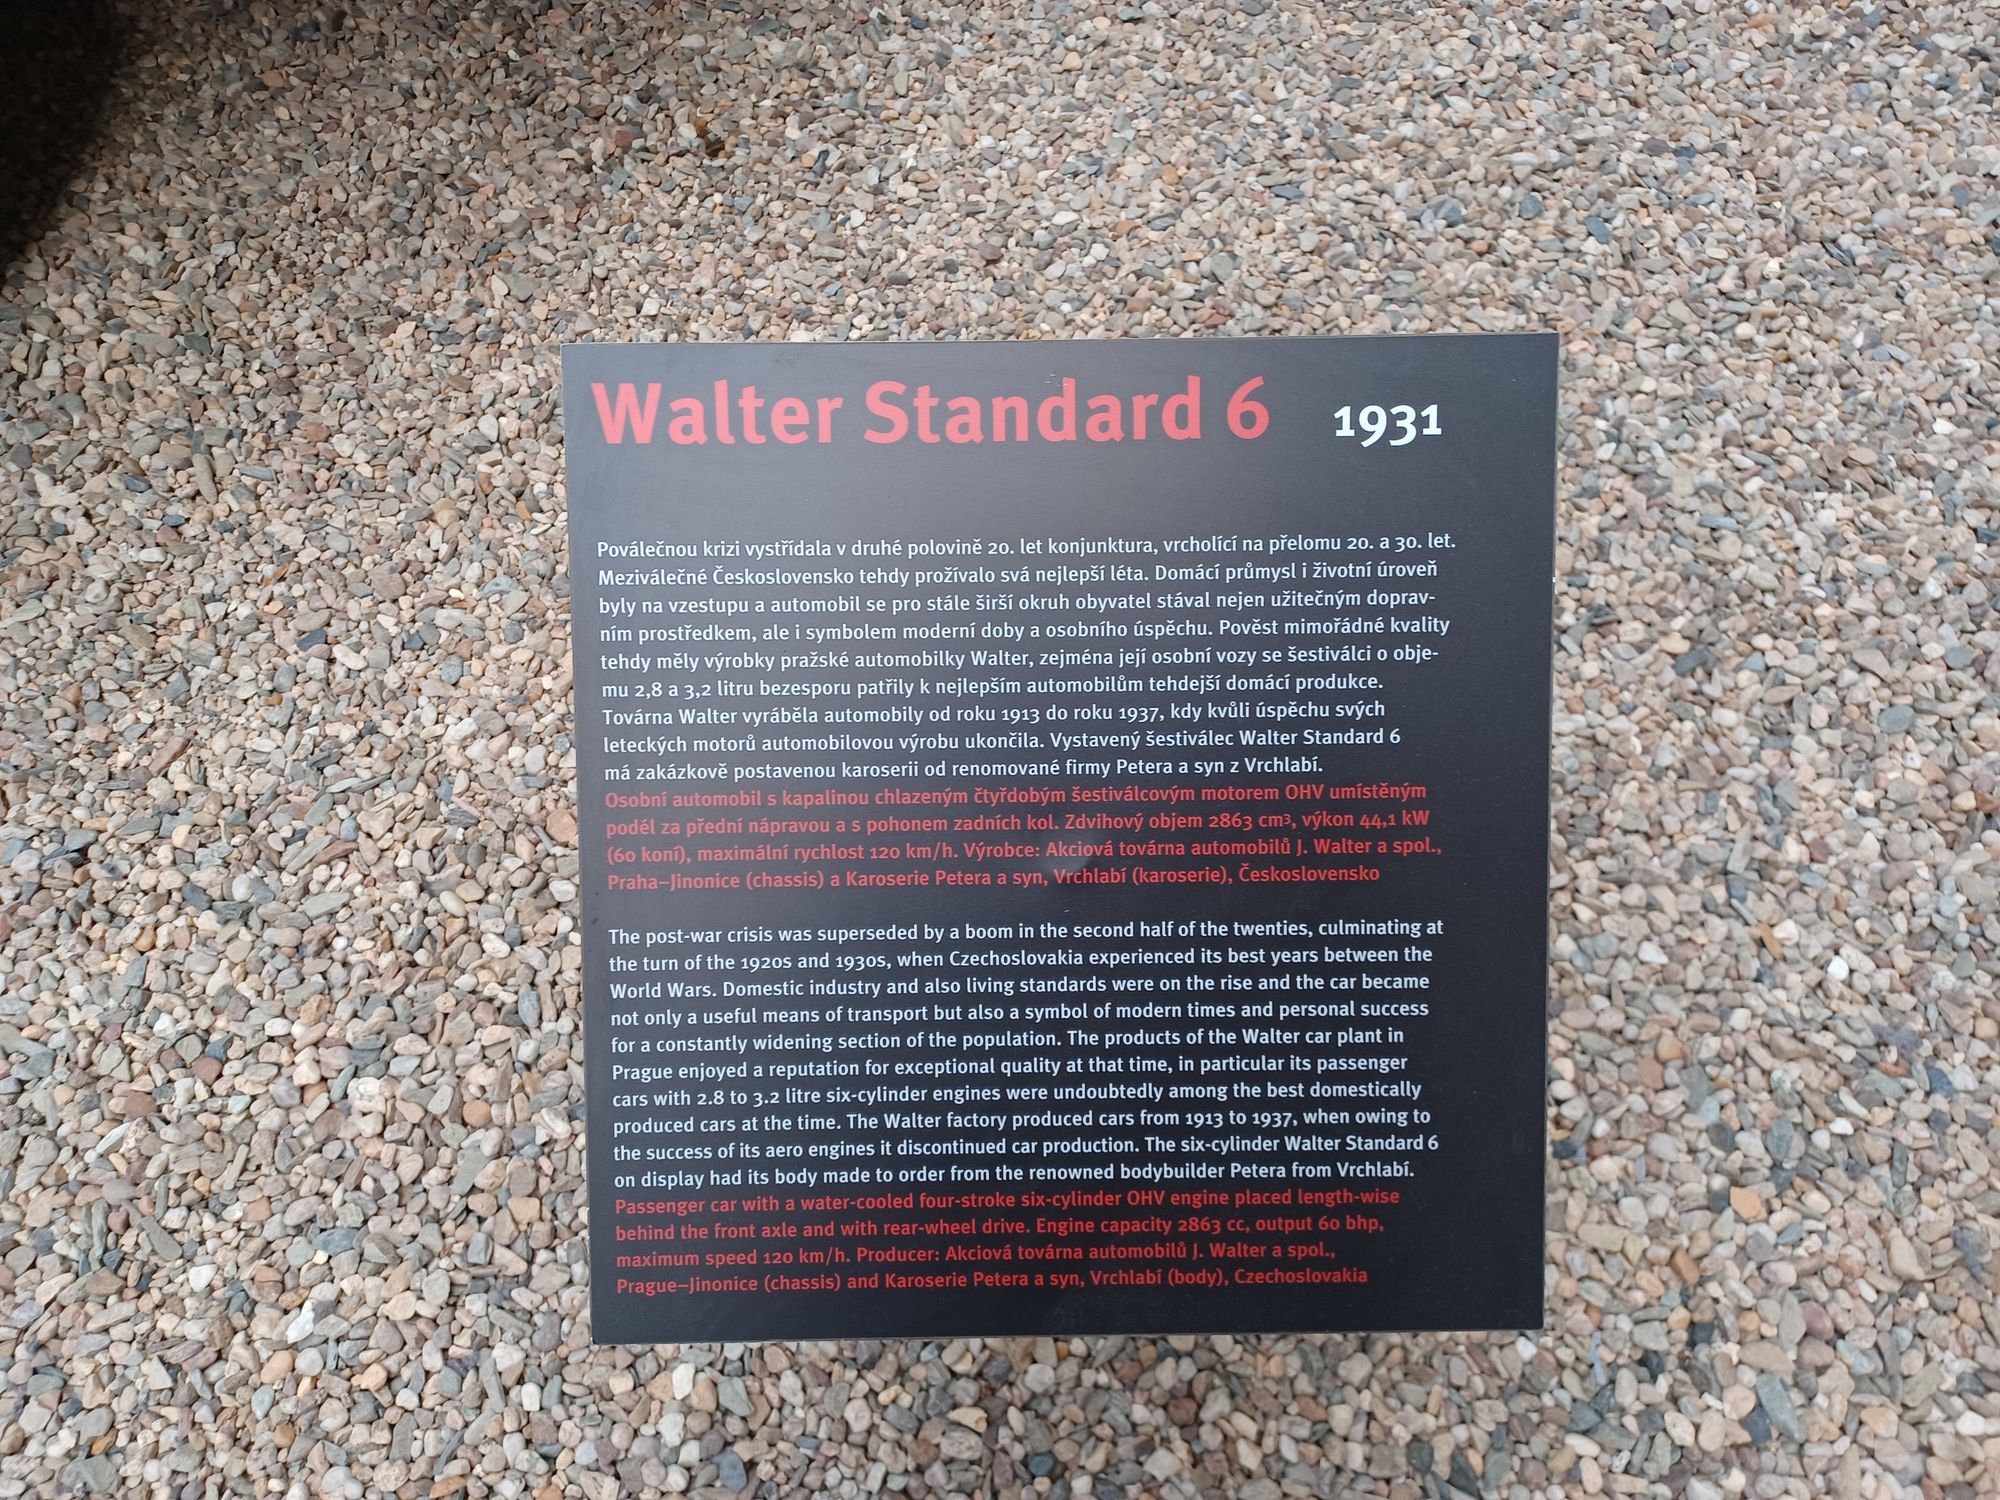 Walter Standard 6 1931
Poválečnou krizi vystřídala v druhé polovině 20. let konjunktura, vrcholící na přelomu 20. a 30. let.
Meziválečné Československo tehdy prožívalo svá nejlepší léta. Domácí průmysl i životní úroveň
byly na vzestupu a automobil se pro stále širší okruh obyvatel stával nejen užitečným doprav-
ním prostředkem, ale i symbolem moderní doby a osobního úspěchu. Pověst mimořádné kvality
tehdy měly výrobky pražské automobilky Walter, zejména její osobní vozy se šestiválci o obje-
mu 2,8 a 3,2 litru bezesporu patřily k nejlepším automobilům tehdejší domácí produkce.
Továrna Walter vyráběla automobily od roku 1913 do roku 1937, kdy kvůli úspěchu svých
leteckých motorů automobilovou výrobu ukončila. Vystavený šestiválec Walter Standard 6
má zakázkově postavenou karoserii od renomované firmy Petera a syn z Vrchlabí.
Osobní automobil s kapalinou chlazeným čtyřdobým šestiválcovým motorem OHV umístěným
podél za přední nápravou a s pohonem zadních kol. Zdvihový objem 2863 cm³, výkon 44,1 kW
(60 koní), maximální rychlost 120 km/h. Výrobce: Akciová továrna automobilů J. Walter a spol.,
Praha–Jinonice (chassis) a Karoserie Petera a syn, Vrchlabí (karoserie), Československo
The post-war crisis was superseded by a boom in the second half of the twenties, culminating at
the turn of the 1920s and 1930s, when Czechoslovakia experienced its best years between the
World Wars. Domestic industry and also living standards were on the rise and the car became
not only a useful means of transport but also a symbol of modern times and personal success
for a constantly widening section of the population. The products of the Walter car plant in
Prague enjoyed a reputation for exceptional quality at that time, in particular its passenger
cars with 2.8 to 3.2 litre six-cylinder engines were undoubtedly among the best domestically
produced cars at the time. The Walter factory produced cars from 1913 to 1937, when owing to
the success of its aero engines it discontinued car production. The six-cylinder Walter Standard 6
on display had its body made to order from the renowned bodybuilder Petera from Vrchlabí.
Passenger car with a water-cooled four-stroke six-cylinder OHV engine placed length-wise
behind the front axle and with rear-wheel drive. Engine capacity 2863 cc, output 60 bhp,
maximum speed 120 km/h. Producer: Akciová továrna automobilů J. Walter a spol.,
Prague–Jinonice (chassis) and Karoserie Petera a syn, Vrchlabí (body), Czechoslovakia